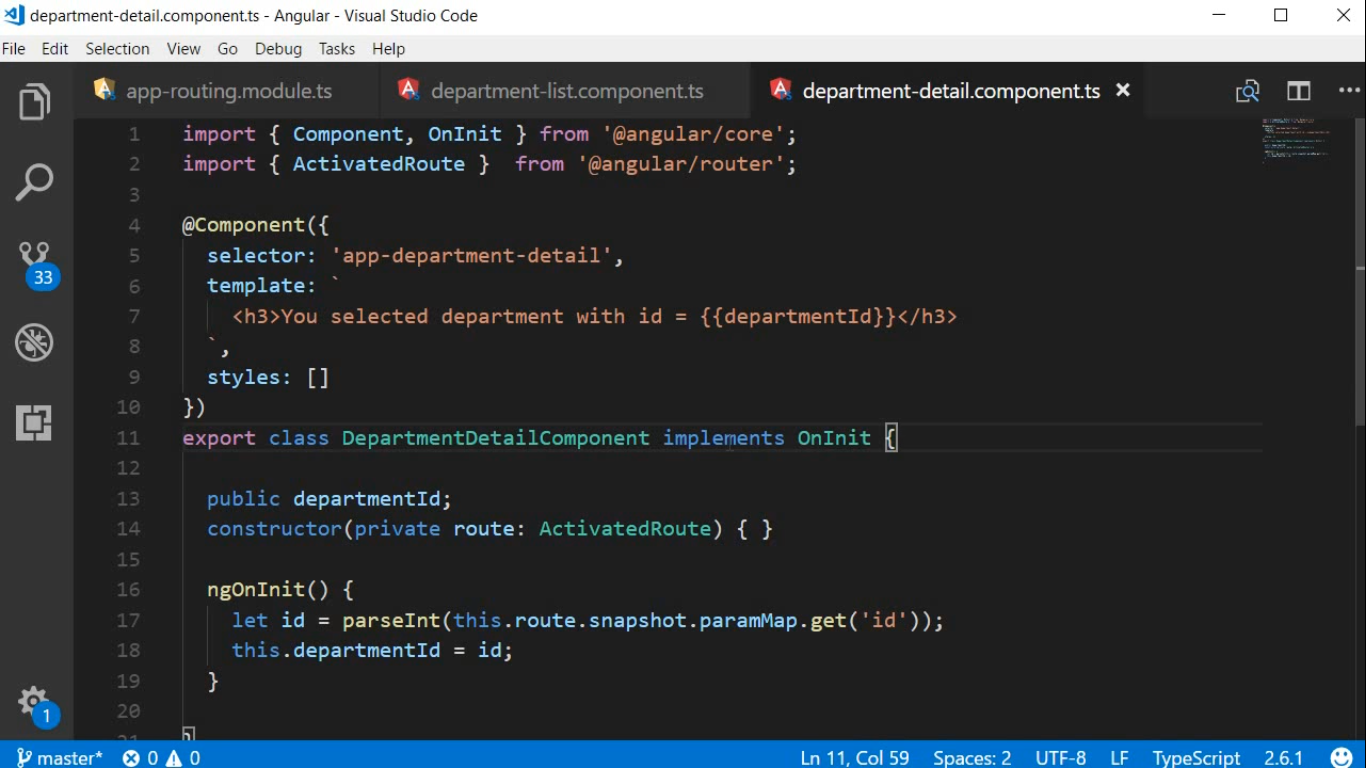 department-detail.component.ts - Angular - Visual Studio Code
File Edit Selection View Go Debug Tasks Help
app-routing.module.ts department-list.component.ts department-detail.component.ts
1 import { Component, OnInit } from '@angular/core';
2 import { ActivatedRoute }  from '@angular/router';
3
4 @Component({
5   selector: 'app-department-detail',
6   template: `
7     <h3>You selected department with id = {{departmentId}}</h3>
8   `,
9   styles: []
10 })
11 export class DepartmentDetailComponent implements OnInit {
12
13   public departmentId;
14   constructor(private route: ActivatedRoute) { }
15
16   ngOnInit() {
17     let id = parseInt(this.route.snapshot.paramMap.get('id'));
18     this.departmentId = id;
19   }
20
21 }
33
1
master* 0 0 Ln 11, Col 59 Spaces: 2 UTF-8 LF TypeScript 2.6.1